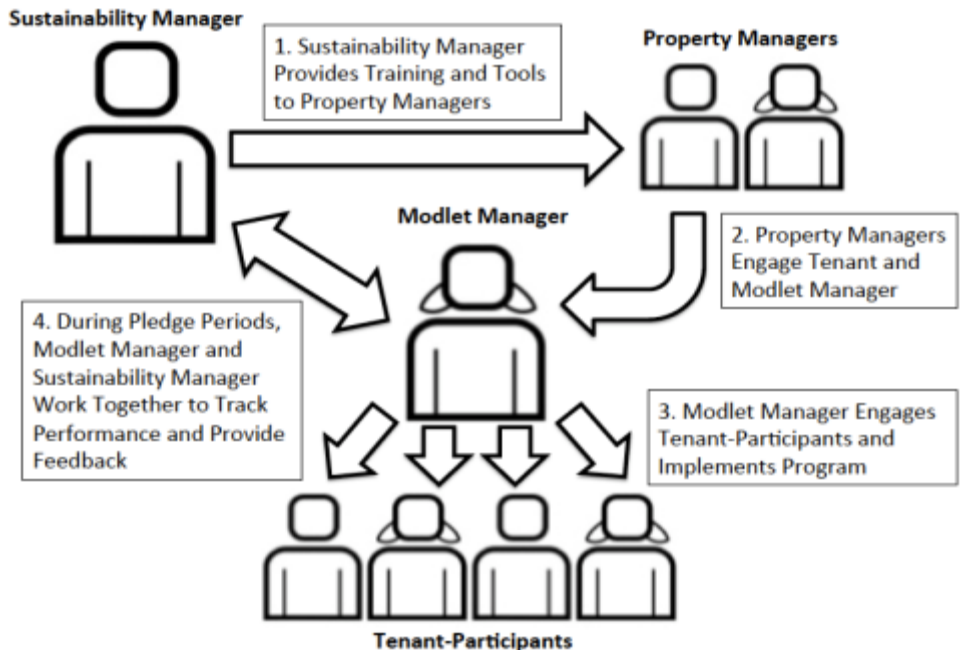 Sustainability Manager
1. Sustainability Manager
Provides Training and Tools
to Property Managers
Property Managers
Modlet Manager
2. Property Managers
Engage Tenant and
Modlet Manager
4. During Pledge Periods,
Modlet Manager and
Sustainability Manager
Work Together to Track
Performance and Provide
Feedback
3. Modlet Manager Engages
Tenant-Participants and
Implements Program
Tenant-Participants